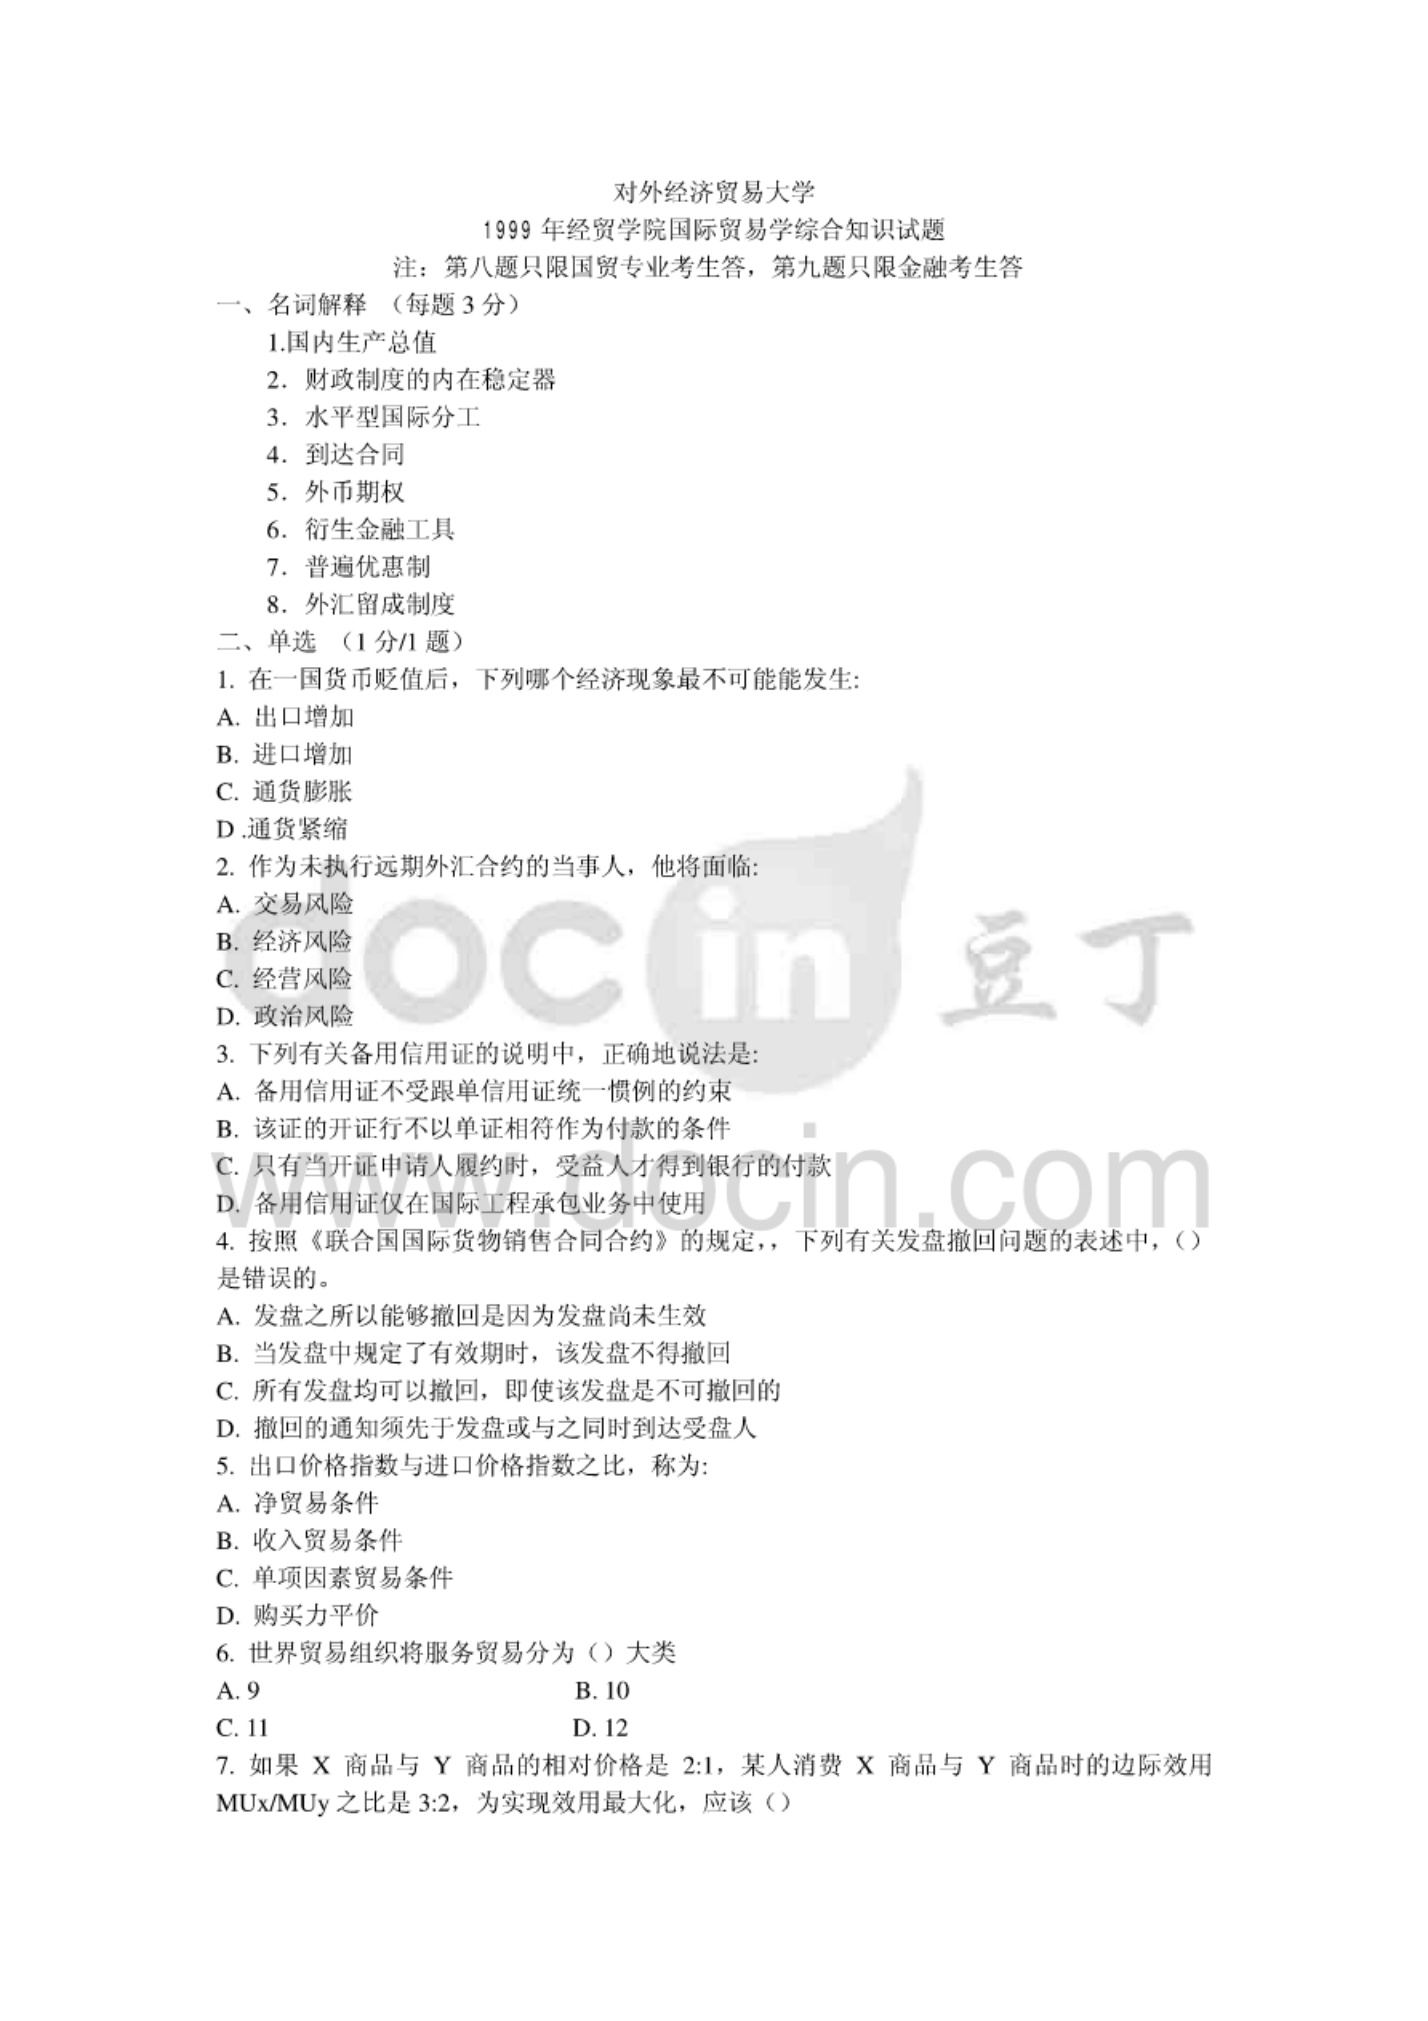 对外经济贸易大学
1999 年经贸学院国际贸易学综合知识试题
注：第八题只限国贸专业考生答，第九题只限金融考生答
一、名词解释 （每题 3 分）
1.国内生产总值
2．财政制度的内在稳定器
3．水平型国际分工
4．到达合同
5．外币期权
6．衍生金融工具
7．普遍优惠制
8．外汇留成制度
二、单选 （1 分/1 题）
1. 在一国货币贬值后，下列哪个经济现象最不可能能发生:
A. 出口增加
B. 进口增加
C. 通货膨胀
D .通货紧缩
2. 作为未执行远期外汇合约的当事人，他将面临:
A. 交易风险
B. 经济风险
C. 经营风险
D. 政治风险
3. 下列有关备用信用证的说明中，正确地说法是:
A. 备用信用证不受跟单信用证统一惯例的约束
B. 该证的开证行不以单证相符作为付款的条件
C. 只有当开证申请人履约时，受益人才得到银行的付款
D. 备用信用证仅在国际工程承包业务中使用
4. 按照《联合国国际货物销售合同合约》的规定，，下列有关发盘撤回问题的表述中，（）
是错误的。
A. 发盘之所以能够撤回是因为发盘尚未生效
B. 当发盘中规定了有效期时，该发盘不得撤回
C. 所有发盘均可以撤回，即使该发盘是不可撤回的
D. 撤回的通知须先于发盘或与之同时到达受盘人
5. 出口价格指数与进口价格指数之比，称为:
A. 净贸易条件
B. 收入贸易条件
C. 单项因素贸易条件
D. 购买力平价
6. 世界贸易组织将服务贸易分为（）大类
A. 9 B. 10
C. 11 D. 12
7. 如果 X 商品与 Y 商品的相对价格是 2:1，某人消费 X 商品与 Y 商品时的边际效用
MUx/MUy 之比是 3:2，为实现效用最大化，应该（）
docin 豆丁
www.docin.com